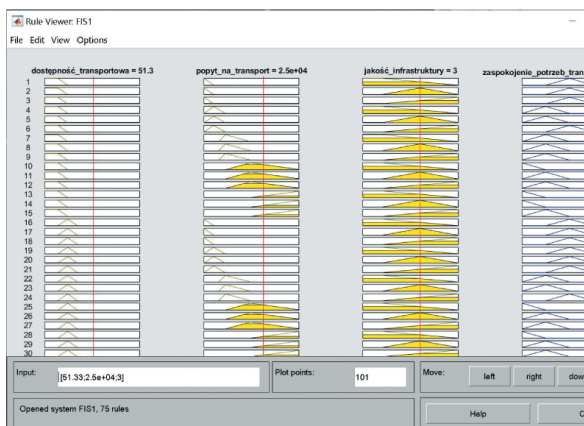 Rule Viewer: FIS1
File Edit View Options
dostępność_transportowa = 51.3
popyt_na_transport = 2.5e+04
jakość_infrastruktury = 3
zaspokojenie_potrzeb_tran
1
2
3
4
5
6
7
8
9
10
11
12
13
14
15
16
17
18
19
20
21
22
23
24
25
26
27
28
29
30
Input:
[51.33;2.5e+04;3]
Plot points:
101
Move:
left
right
dow
Opened system FIS1, 75 rules
Help
C